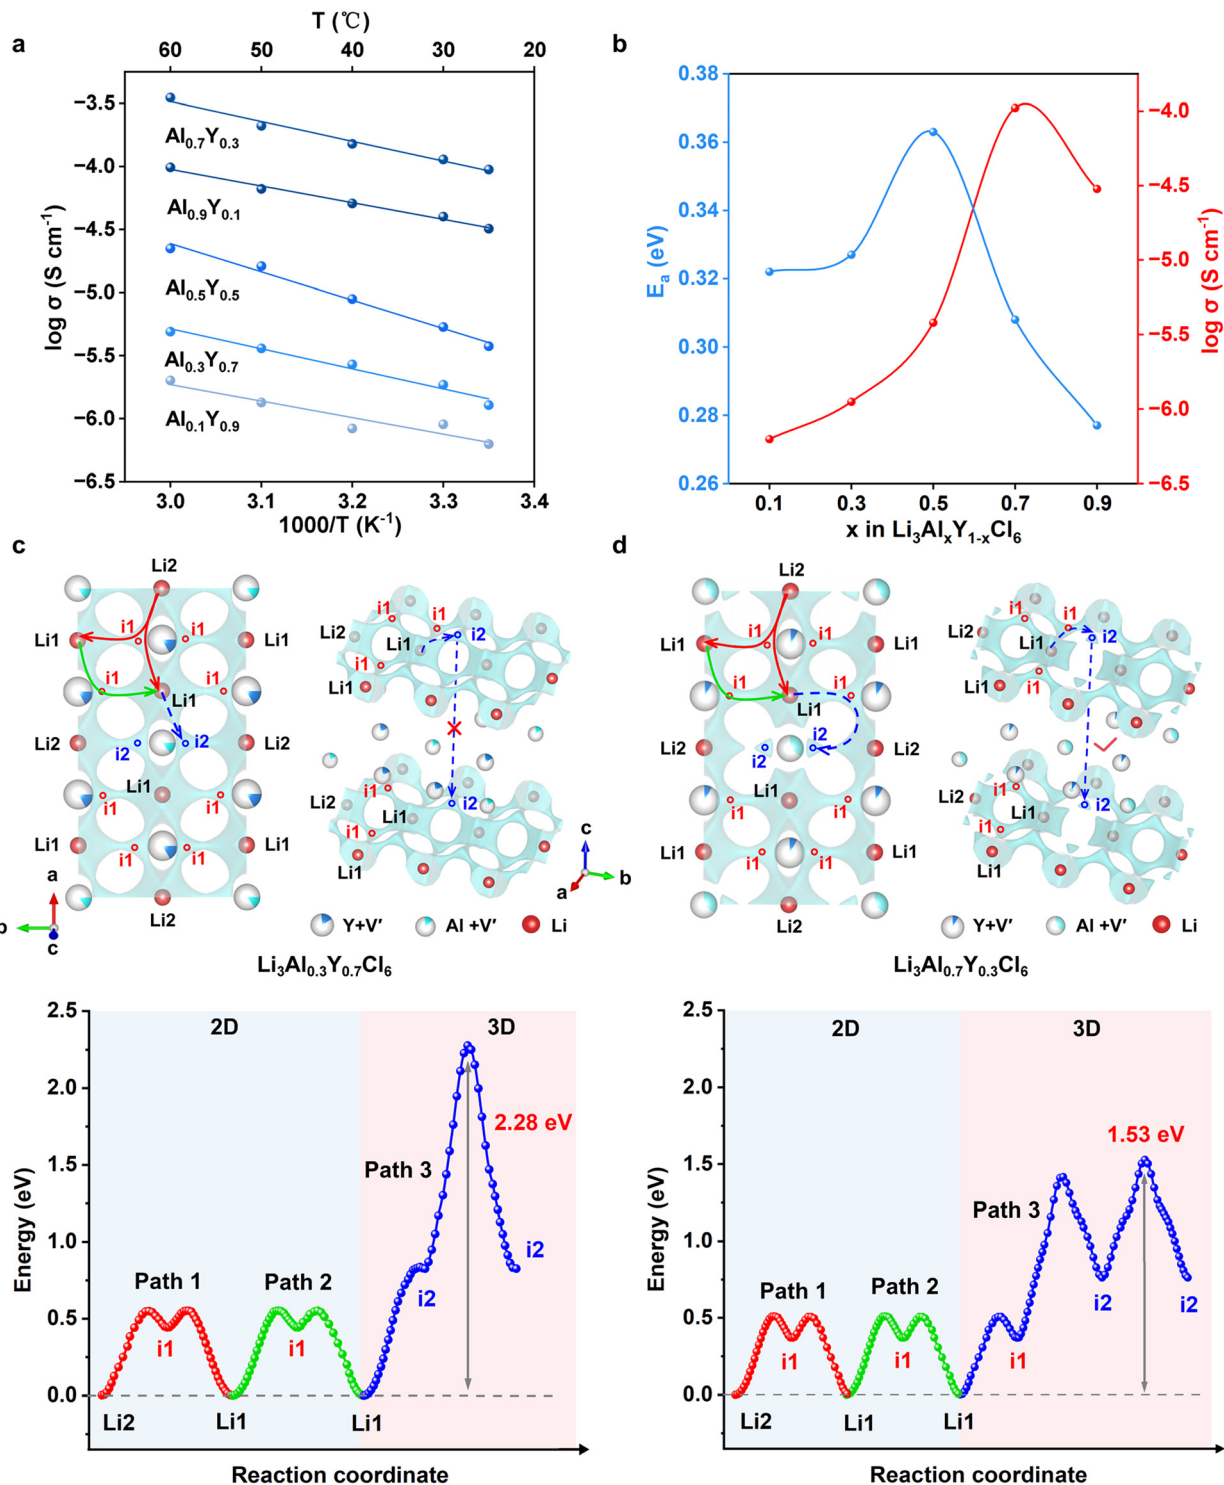 a
T (℃)
60 50 40 30 20
log σ (S cm⁻¹)
−3.5
−4.0
−4.5
−5.0
−5.5
−6.0
−6.5
Al₀.₇Y₀.₃
Al₀.₉Y₀.₁
Al₀.₅Y₀.₅
Al₀.₃Y₀.₇
Al₀.₁Y₀.₉
3.0 3.1 3.2 3.3 3.4
1000/T (K⁻¹)
b
Eₐ (eV)
0.38
0.36
0.34
0.32
0.30
0.28
0.26
−4.0
−4.5
−5.0
−5.5
−6.0
−6.5
log σ (S cm⁻¹)
0.1 0.3 0.5 0.7 0.9
x in Li₃AlₓY₁₋ₓCl₆
c
Li2
Li1 i1 i1 Li1
i1 Li1 i1
Li2 i2 i2 Li2
i1 Li1 i1
Li1 i1 i1 Li1
Li2
a
b
c
i1 i1
Li2 Li1 i2
i1
Li1
i1
Li2 Li1 i2
i1
Li1
c
b
a
Y+V′ Al +V′ Li
Li₃Al₀.₃Y₀.₇Cl₆
d
Li2
Li1 i1 i1 Li1
i1 Li1 i1
Li2 i2 i2 Li2
i1 Li1 i1
Li1 i1 i1 Li1
Li2
i1 i1
Li2 Li1 i2
i1
Li1
i1
Li2 Li1 i2
i1
Li1
Y+V′ Al +V′ Li
Li₃Al₀.₇Y₀.₃Cl₆
Energy (eV)
2.5
2.0
1.5
1.0
0.5
0.0
2D 3D
2.28 eV
Path 3
Path 1 Path 2
i1 i1 i2 i2
Li2 Li1 Li1
Reaction coordinate
Energy (eV)
2.5
2.0
1.5
1.0
0.5
0.0
2D 3D
1.53 eV
Path 3
Path 1 Path 2
i1 i1 i1 i2 i2
Li2 Li1 Li1
Reaction coordinate